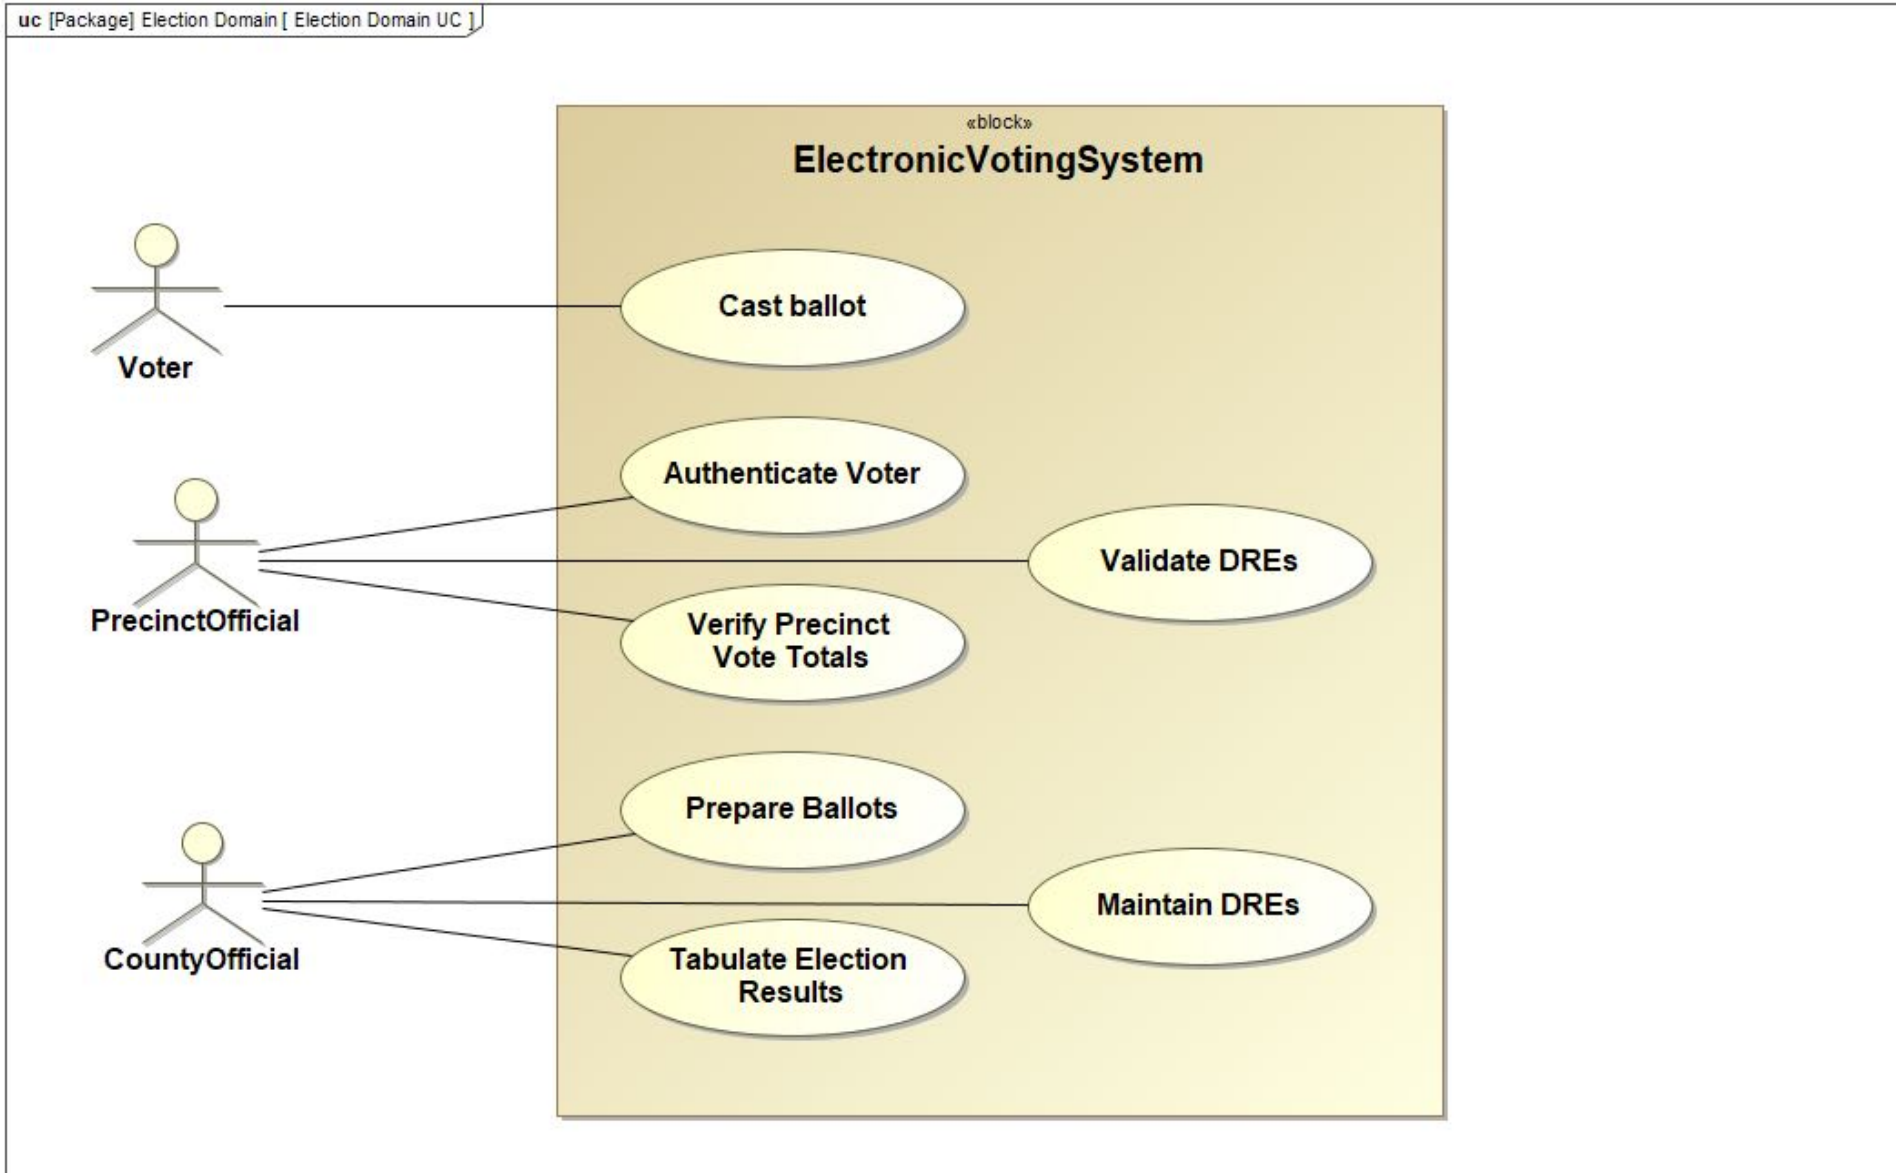 uc [Package] Election Domain [ Election Domain UC ]
«block»
ElectronicVotingSystem
Cast ballot
Voter
Authenticate Voter
Validate DREs
PrecinctOfficial
Verify Precinct
Vote Totals
Prepare Ballots
Maintain DREs
CountyOfficial
Tabulate Election
Results